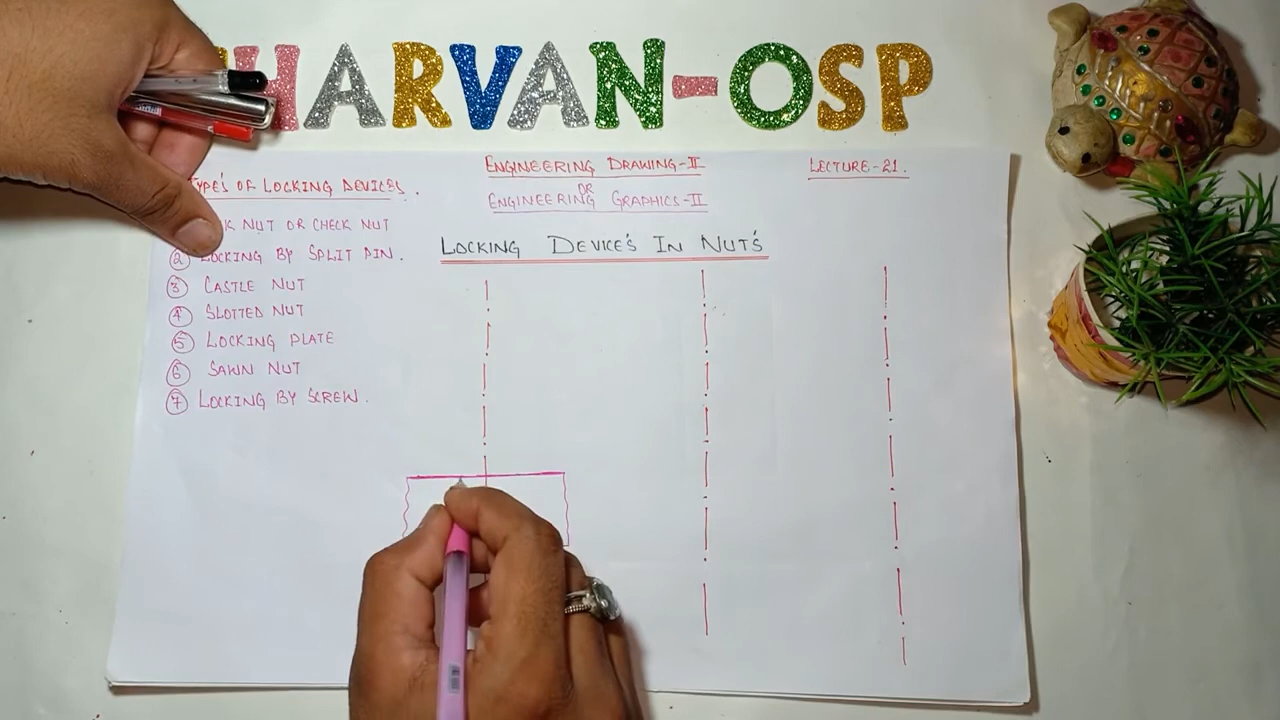 HARVAN-OSP
ENGINEERING DRAWING-II
OR
ENGINEERING GRAPHICS-II
LECTURE-21.
LOCKING DEVICE'S IN NUT'S
TYPE'S OF LOCKING DEVICES.
NUT OR CHECK NUT
② LOCKING BY SPLIT PIN.
③ CASTLE NUT
④ SLOTTED NUT
⑤ LOCKING PLATE
⑥ SAWN NUT
⑦ LOCKING BY SCREW.